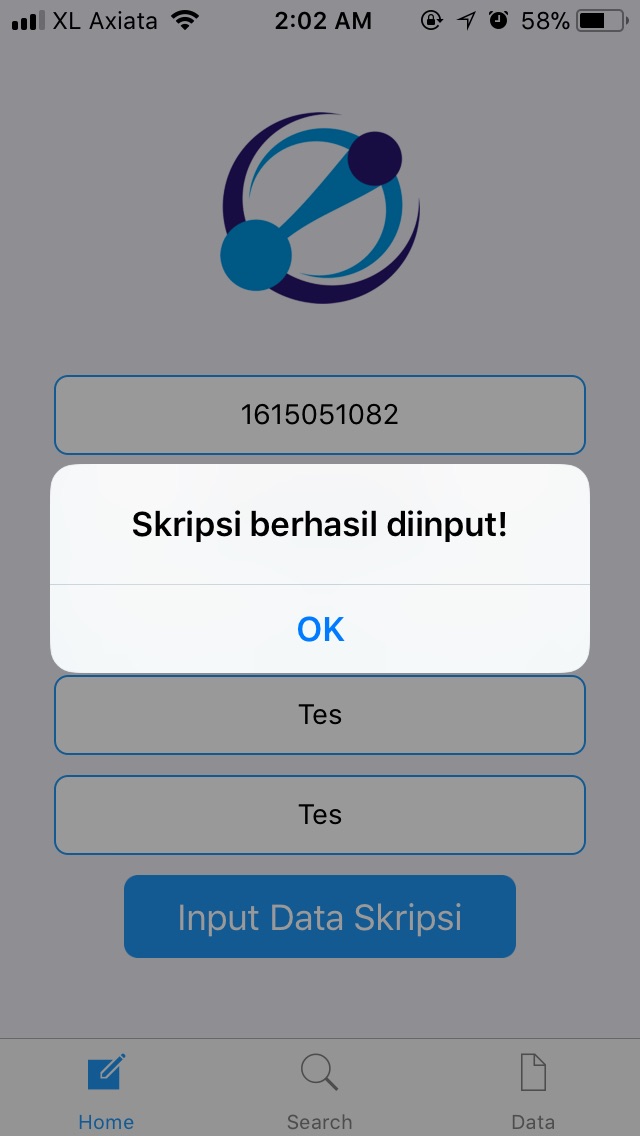 XL Axiata 2:02 AM 58%
1615051082
Skripsi berhasil diinput!
OK
Tes
Tes
Input Data Skripsi
Home Search Data